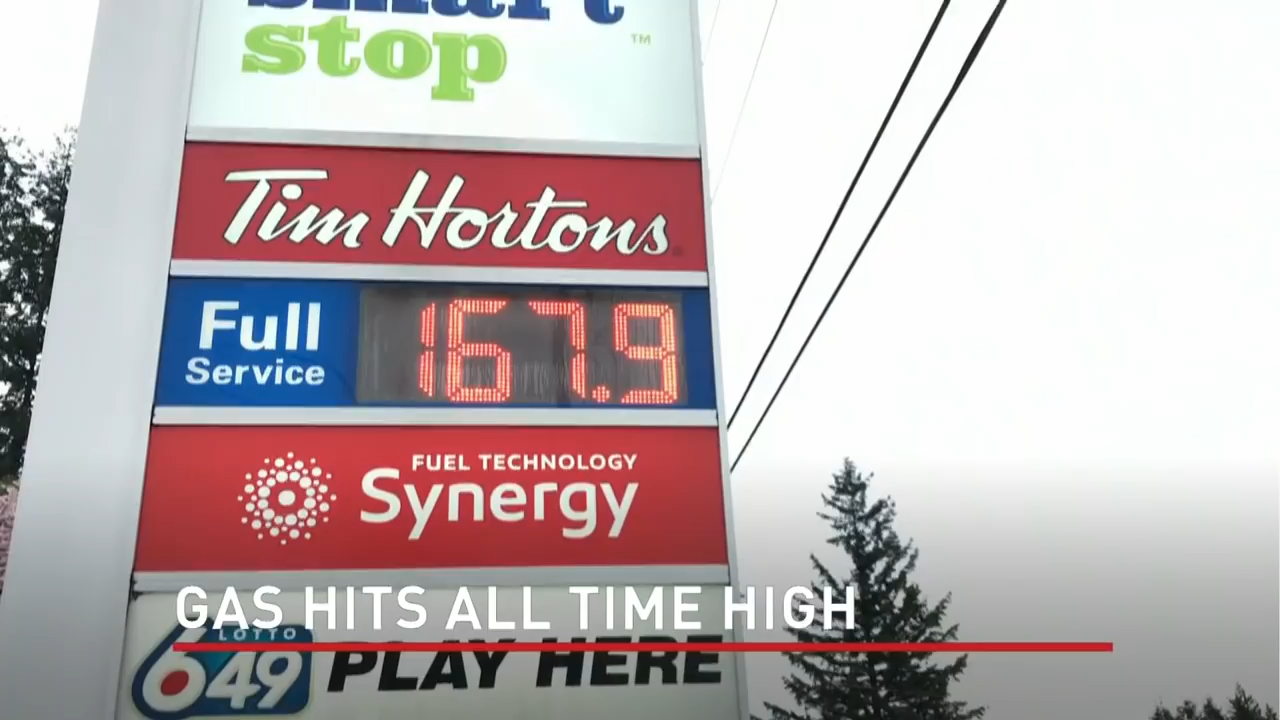 smart
stop
TM
Tim Hortons
Full
Service
167.9
FUEL TECHNOLOGY
Synergy
GAS HITS ALL TIME HIGH
LOTTO
649
PLAY HERE